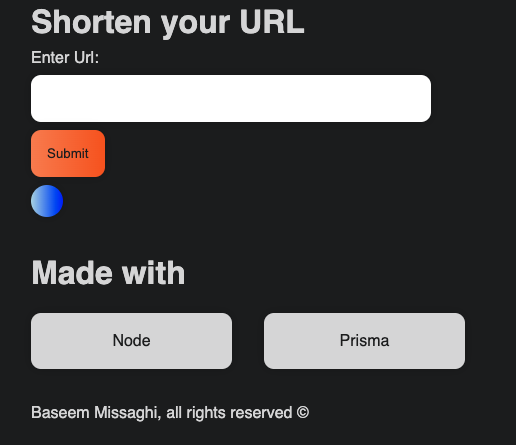 Shorten your URL
Enter Url:
Submit
Made with
Node
Prisma
Baseem Missaghi, all rights reserved ©